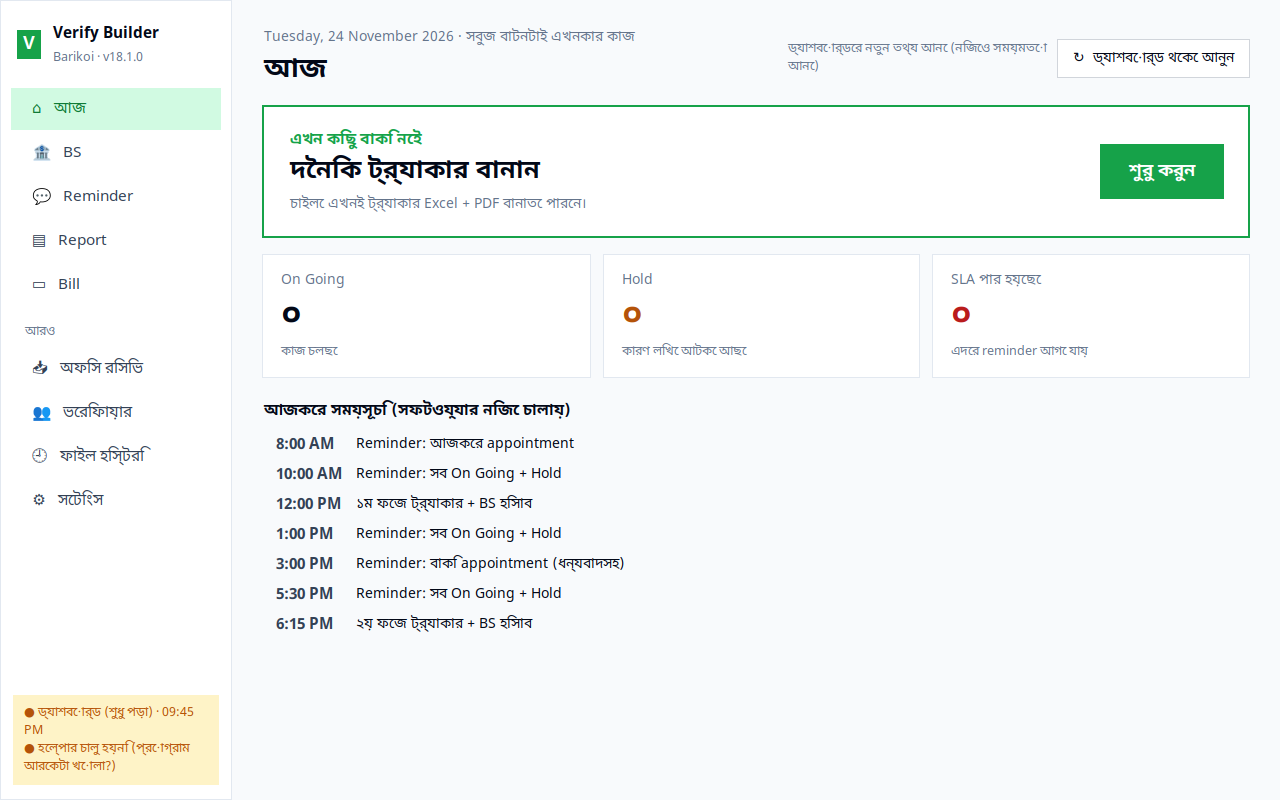 V
Verify Builder
Barikoi · v18.1.0
আজ
BS
Reminder
Report
Bill
আরও
অফিস রিসিভ
ভেরিফায়ার
ফাইল হিস্টরি
সেটিংস
● ড্যাশবোর্ড (শুধু পড়া) · 09:45
PM
● হেল্পার চালু হয়নি (প্রোগ্রাম
আরেকটা খোলা?)
Tuesday, 24 November 2026 · সবুজ বাটনটাই এখনকার কাজ
আজ
ড্যাশবোর্ডের নতুন তথ্য আনে (নিজেও সময়মতো
আনে)
↻ ড্যাশবোর্ড থেকে আনুন
এখন কিছু বাকি নেই
দৈনিক ট্র্যাকার বানান
চাইলে এখনই ট্র্যাকার Excel + PDF বানাতে পারেন।
শুরু করুন
On Going
০
কাজ চলছে
Hold
০
কারণ লিখে আটকে আছে
SLA পার হয়েছে
০
এদের reminder আগে যায়
আজকের সময়সূচি (সফটওয়্যার নিজে চালায়)
8:00 AM Reminder: আজকের appointment
10:00 AM Reminder: সব On Going + Hold
12:00 PM ১ম ফেজ ট্র্যাকার + BS হিসাব
1:00 PM Reminder: সব On Going + Hold
3:00 PM Reminder: বাকি appointment (ধন্যবাদসহ)
5:30 PM Reminder: সব On Going + Hold
6:15 PM ২য় ফেজ ট্র্যাকার + BS হিসাব